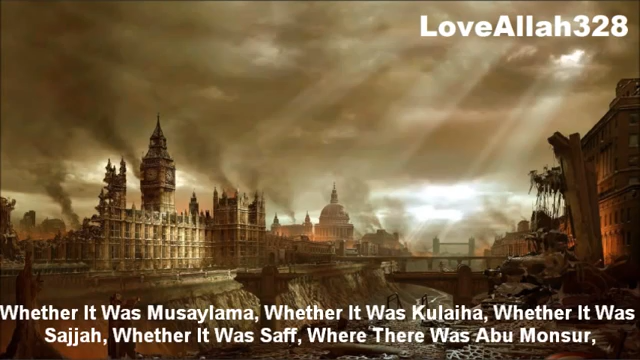 LoveAllah328
Whether It Was Musaylama, Whether It Was Kulaiha, Whether It Was
Sajjah, Whether It Was Saff, Where There Was Abu Monsur,